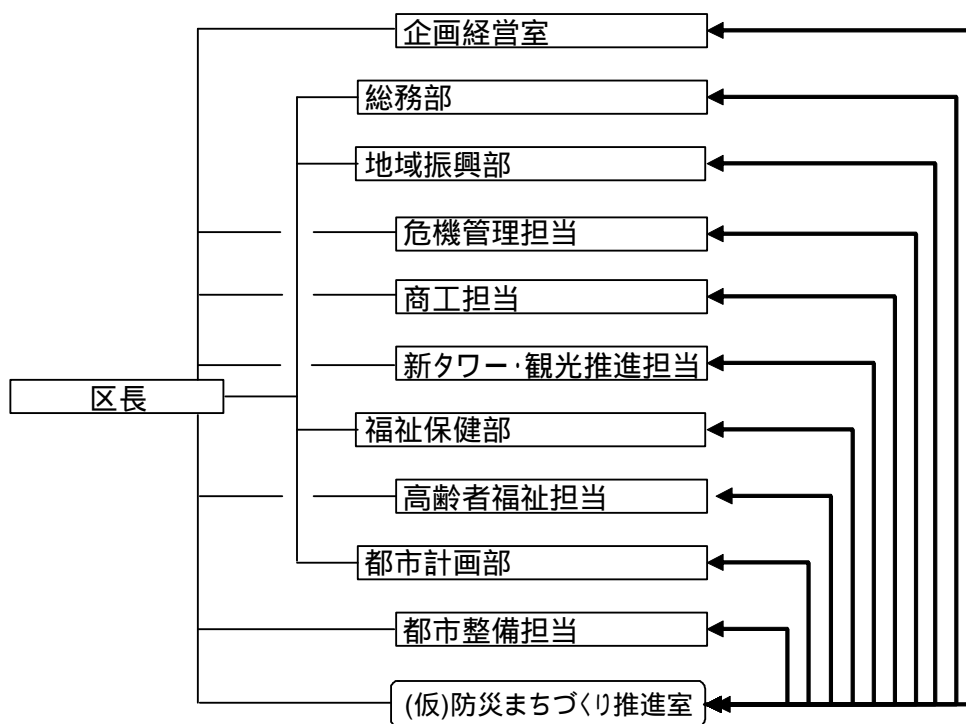 企画経営室
総務部
地域振興部
危機管理担当
商工担当
新タワー・観光推進担当
区長
福祉保健部
高齢者福祉担当
都市計画部
都市整備担当
(仮)防災まちづくり推進室